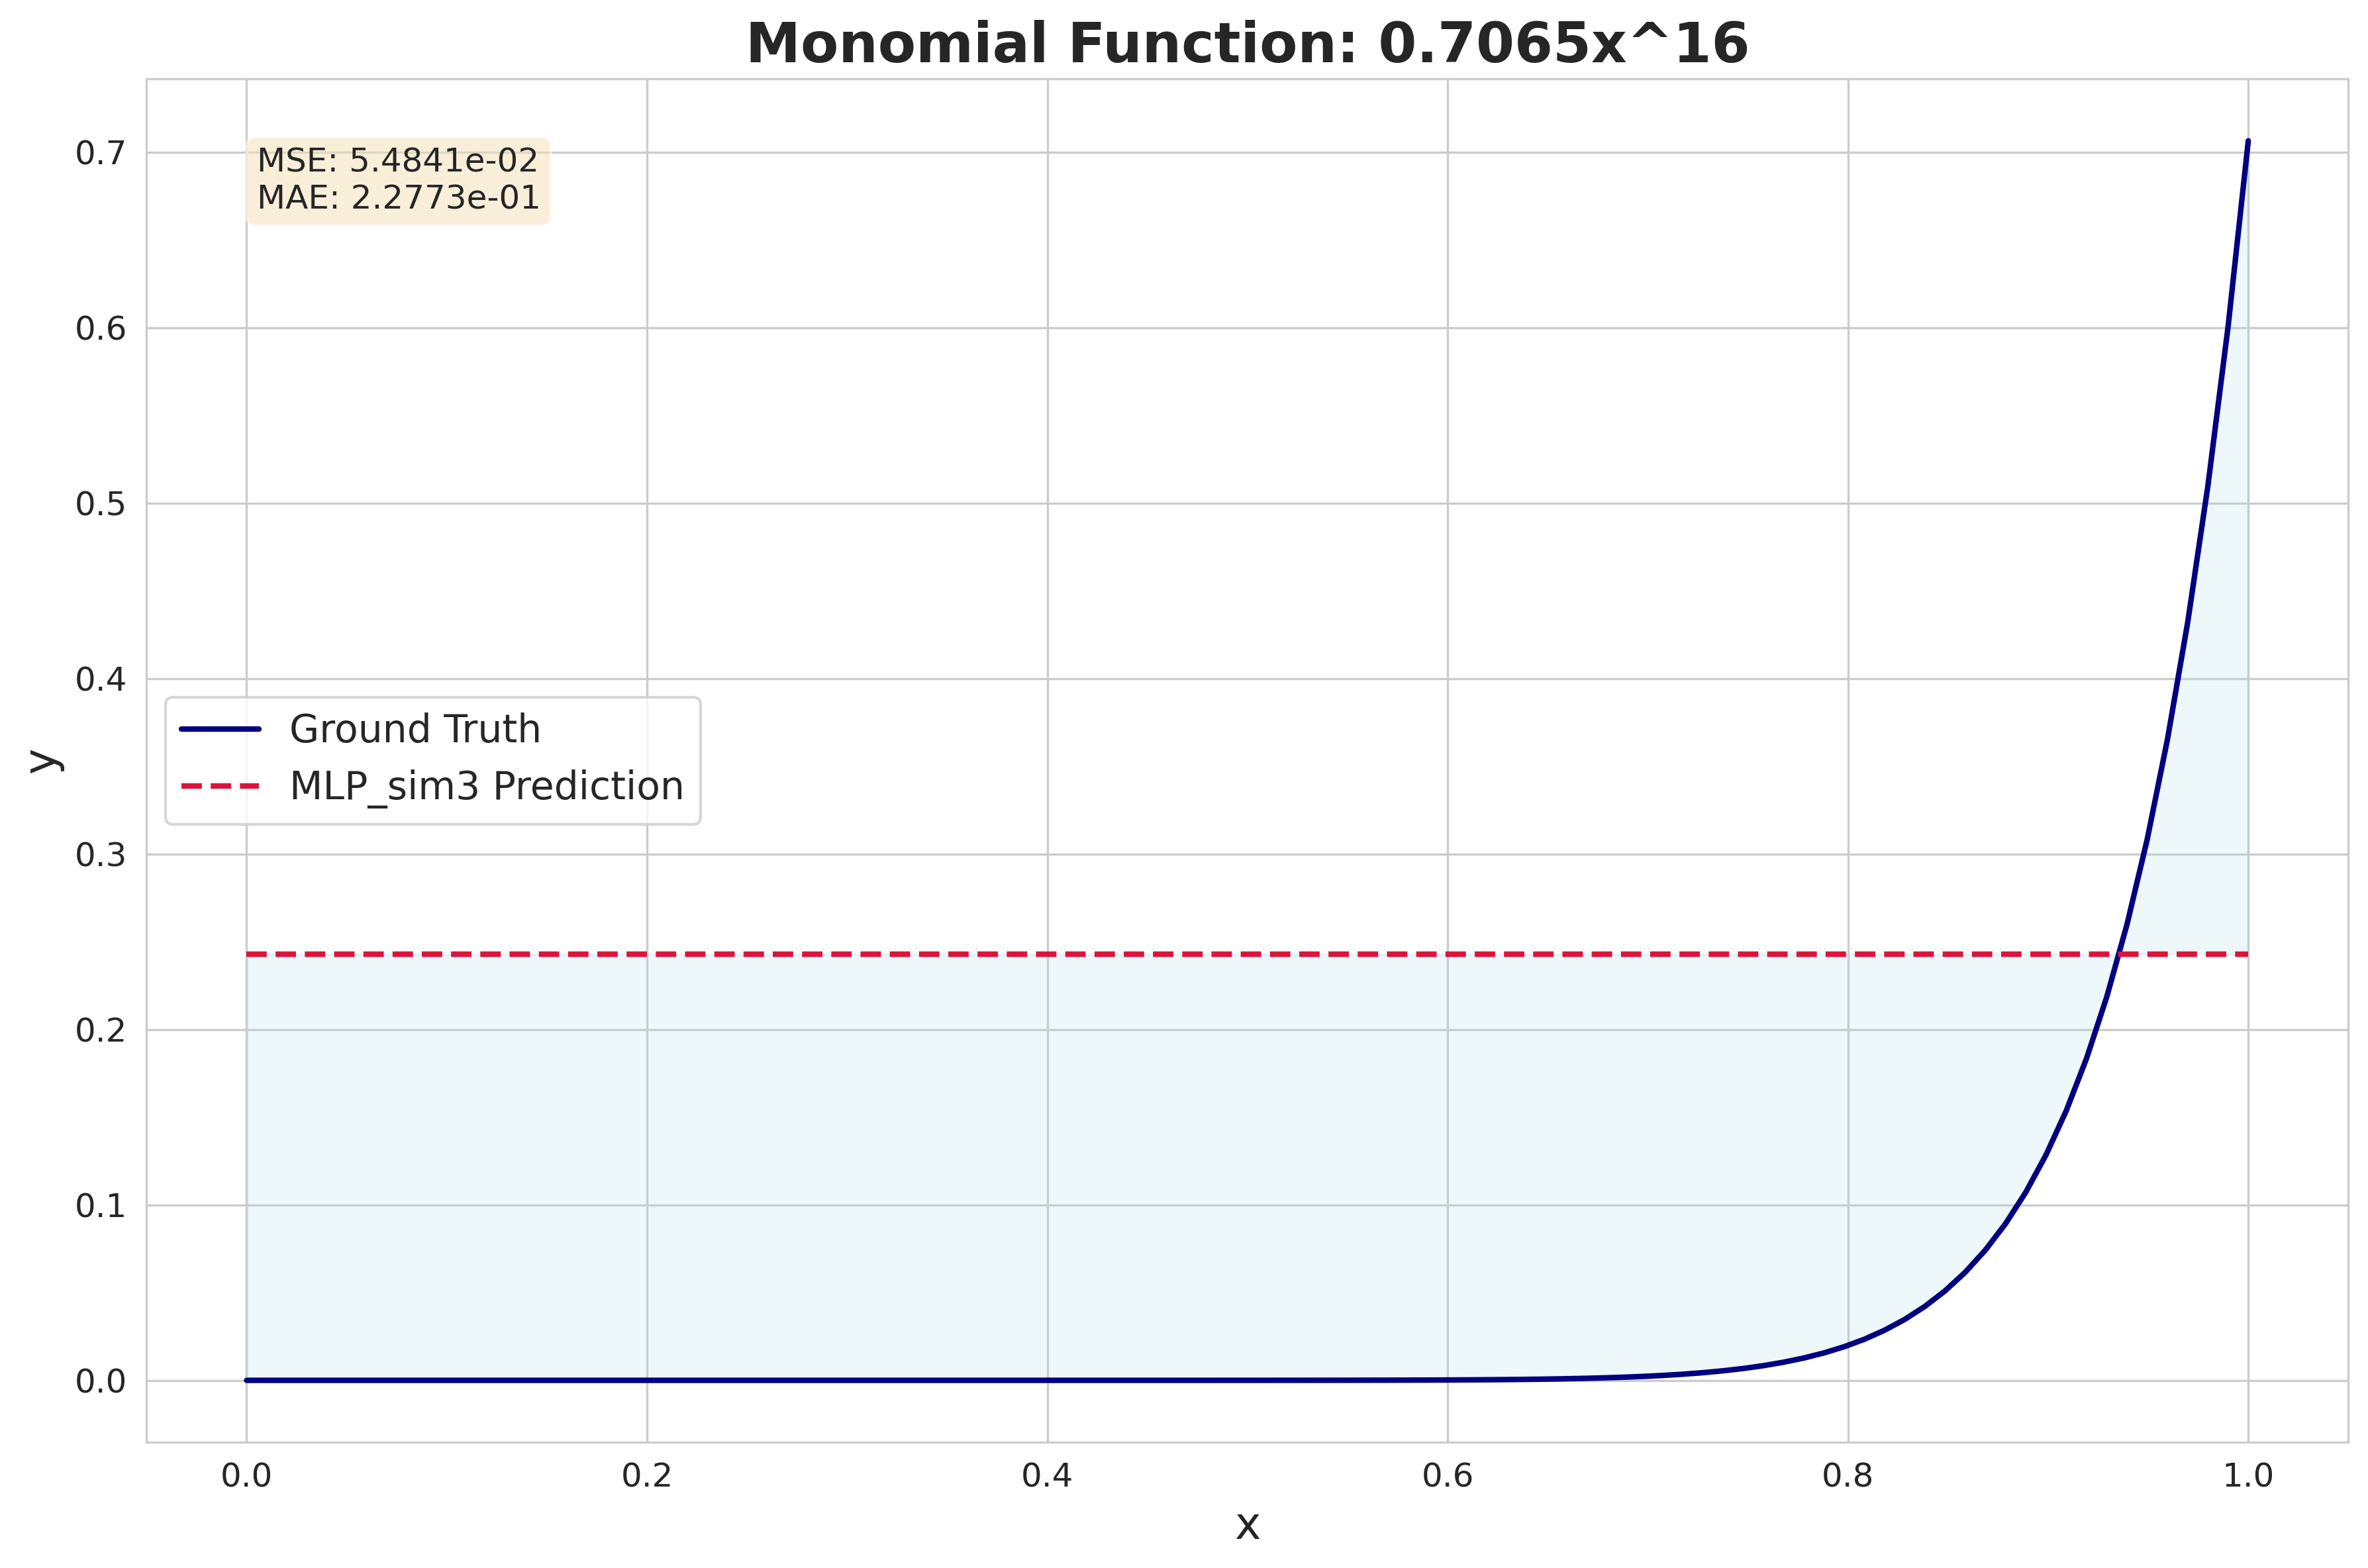 Monomial Function: 0.7065x^16
MSE: 5.4841e-02
MAE: 2.2773e-01
0.7
0.6
0.5
0.4
0.3
0.2
0.1
0.0
y
Ground Truth
MLP_sim3 Prediction
0.0 0.2 0.4 0.6 0.8 1.0
x